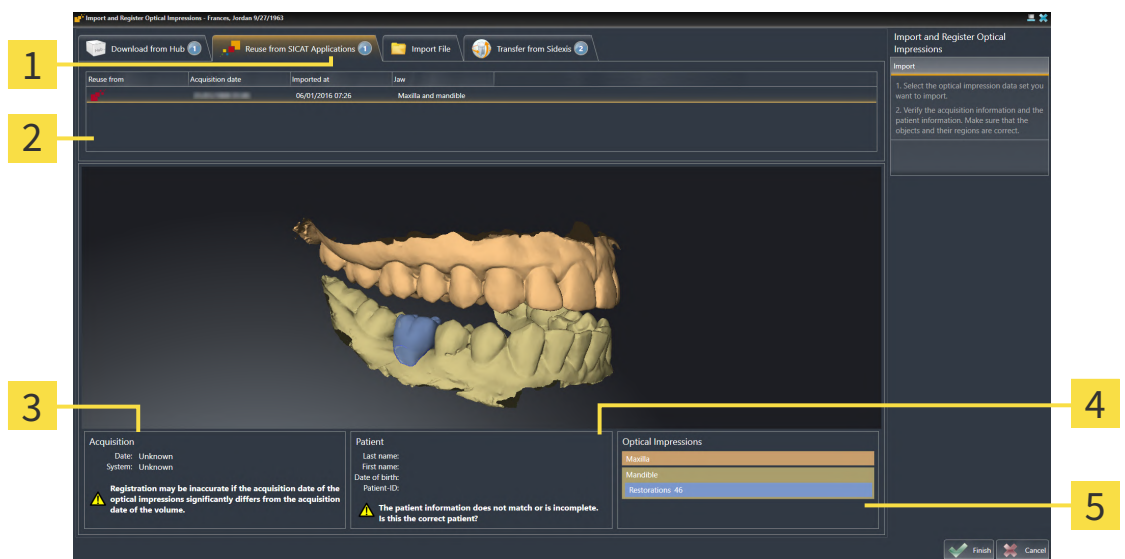 Import and Register Optical Impressions - Frances, Jordan 9/27/1963
Download from Hub 1
Reuse from SICAT Applications 1
Import File
Transfer from Sidexis 2
Import and Register Optical
Impressions
Import
1. Select the optical impression data set you
want to import.
2. Verify the acquisition information and the
patient information. Make sure that the
objects and their regions are correct.
1
Reuse from Acquisition date Imported at Jaw
06/01/2016 07:26 Maxilla and mandible
2
3
4
Acquisition
Date: Unknown
System: Unknown
Registration may be inaccurate if the acquisition date of the
optical impressions significantly differs from the acquisition
date of the volume.
Patient
Last name:
First name:
Date of birth:
Patient-ID:
The patient information does not match or is incomplete.
Is this the correct patient?
Optical Impressions
Maxilla
Mandible
Restorations 46
5
Finish
Cancel